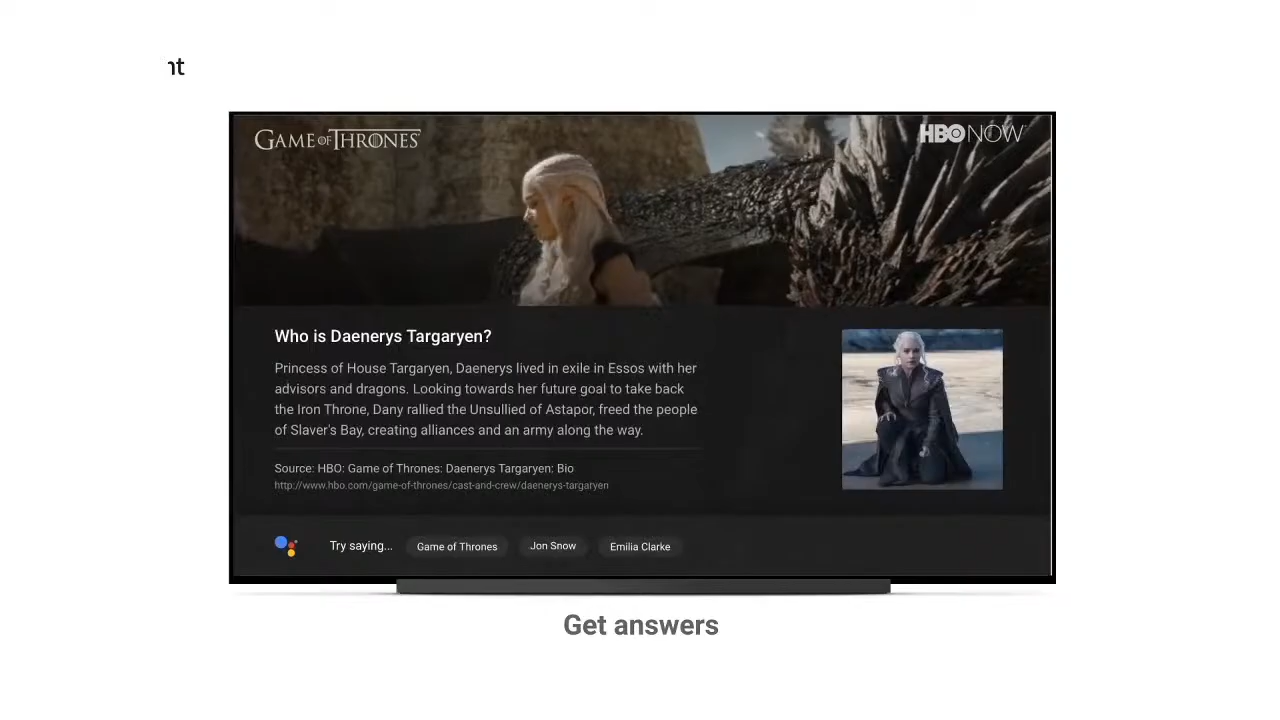 nt
GAME OF THRONES
HBO NOW
Who is Daenerys Targaryen?
Princess of House Targaryen, Daenerys lived in exile in Essos with her
advisors and dragons. Looking towards her future goal to take back
the Iron Throne, Dany rallied the Unsullied of Astapor, freed the people
of Slaver's Bay, creating alliances and an army along the way.
Source: HBO: Game of Thrones: Daenerys Targaryen: Bio
http://www.hbo.com/game-of-thrones/cast-and-crew/daenerys-targaryen
Try saying... Game of Thrones Jon Snow Emilia Clarke
Get answers